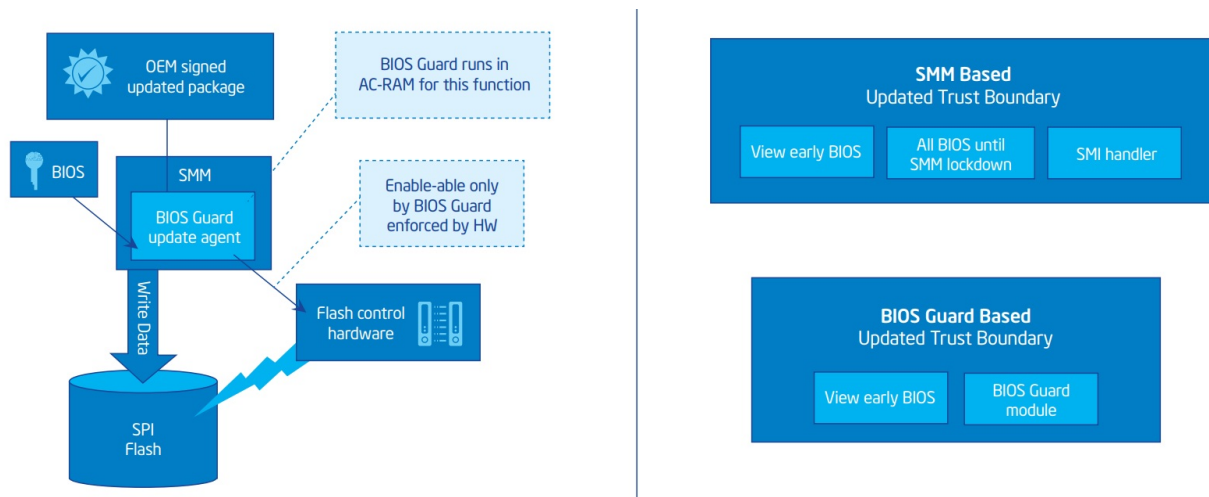 OEM signed
updated package
BIOS Guard runs in
AC-RAM for this function
BIOS
SMM
BIOS Guard
update agent
Enable-able only
by BIOS Guard
enforced by HW
Write Data
Flash control
hardware
SPI
Flash
SMM Based
Updated Trust Boundary
View early BIOS
All BIOS until
SMM lockdown
SMI handler
BIOS Guard Based
Updated Trust Boundary
View early BIOS
BIOS Guard
module